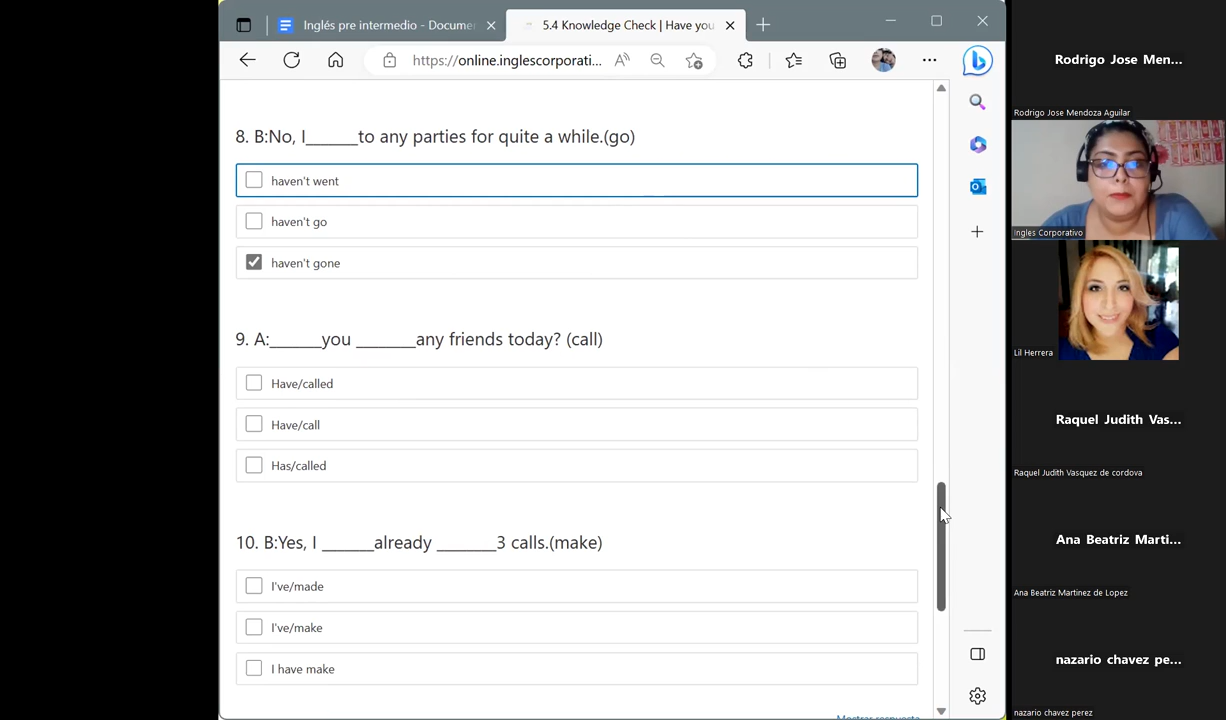 Inglés pre intermedio - Docume
5.4 Knowledge Check | Have you
https://online.inglescorporati...
8. B:No, I______to any parties for quite a while.(go)
haven't went
haven't go
haven't gone
9. A:______you _______any friends today? (call)
Have/called
Have/call
Has/called
10. B:Yes, I ______already _______3 calls.(make)
I've/made
I've/make
I have make
Rodrigo Jose Men...
Rodrigo Jose Mendoza Aguilar
Ingles Corporativo
Lil Herrera
Raquel Judith Vas...
Raquel Judith Vasquez de cordova
Ana Beatriz Marti...
Ana Beatriz Martinez de Lopez
nazario chavez pe...
nazario chavez perez